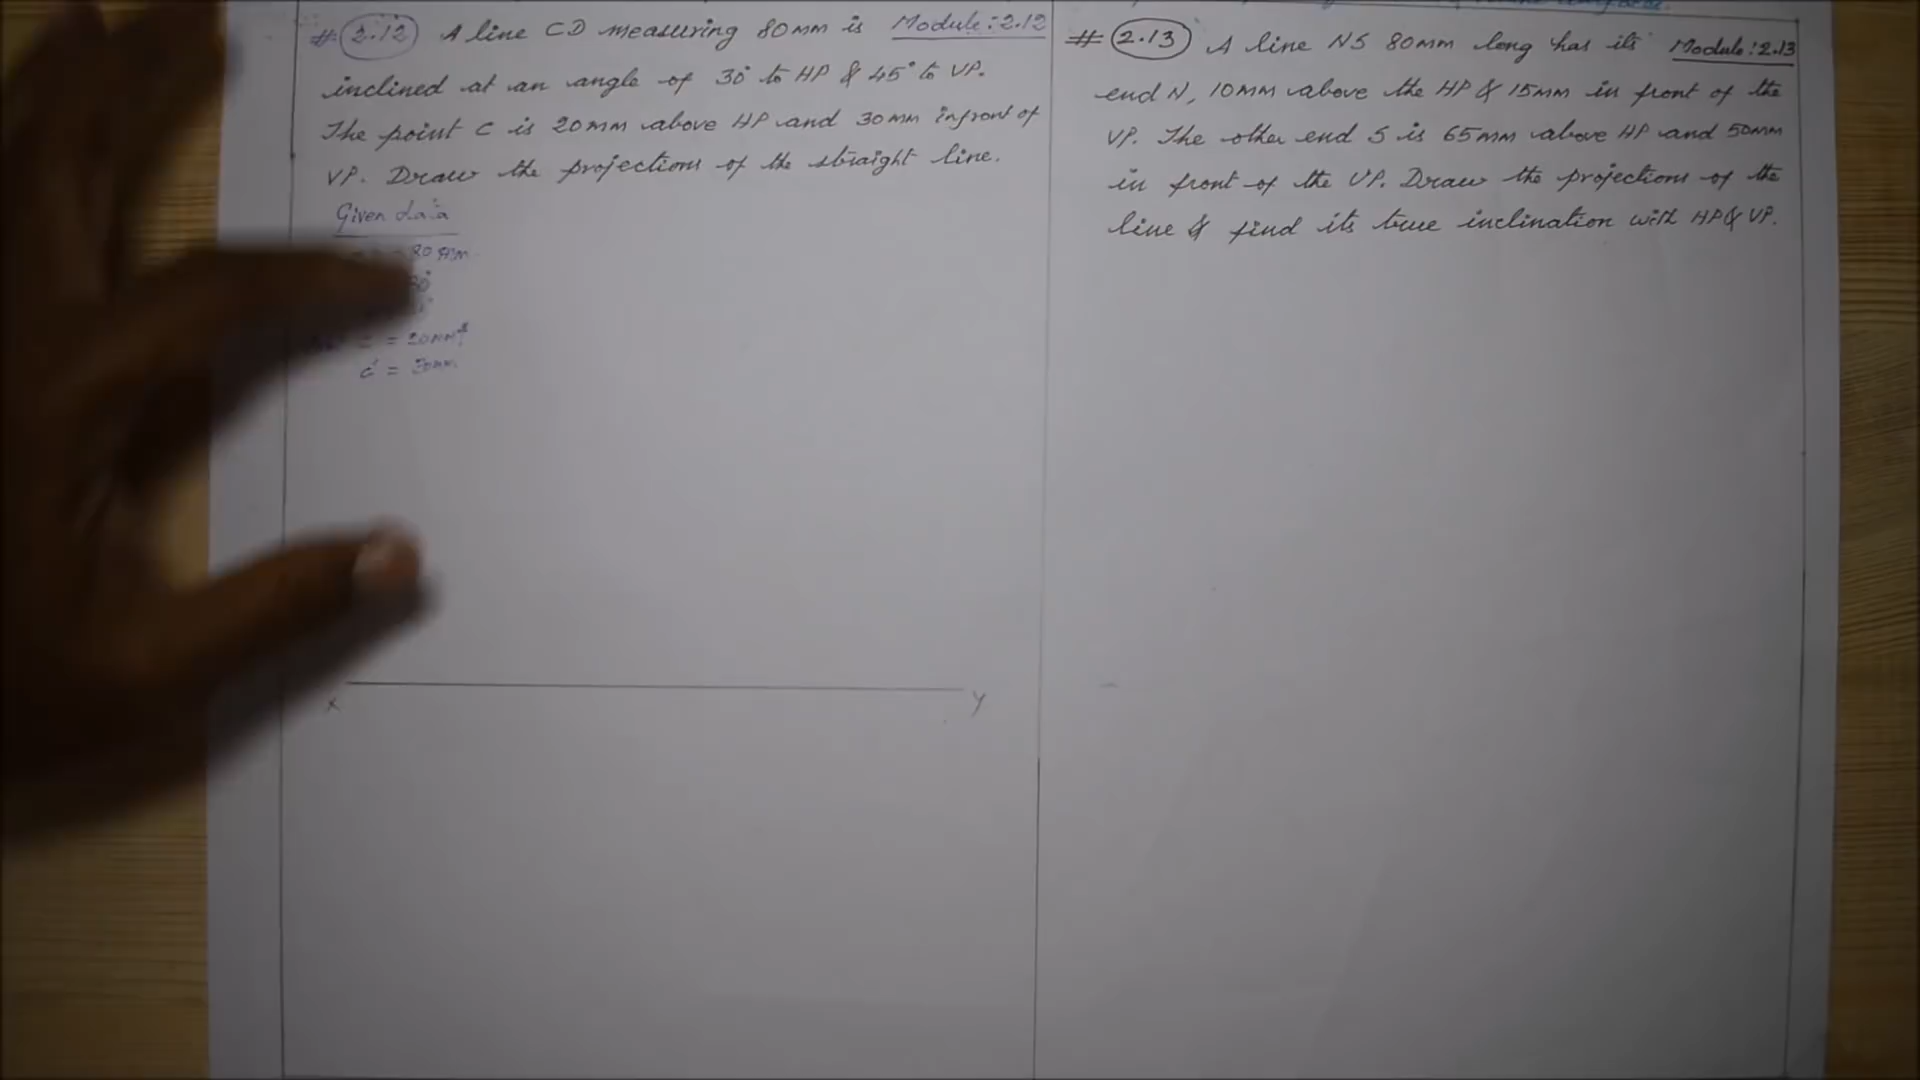 # 2.12 A line CD measuring 80mm is Module: 2.12
inclined at an angle of 30° to HP & 45° to VP.
The point C is 20mm above HP and 30mm infront of
VP. Draw the projections of the straight line.
Given data
80mm
= 20mm
= 30mm
X
Y
# 2.13 A line NS 80mm long has its Module: 2.13
end N, 10mm above the HP & 15mm in front of the
VP. The other end S is 65mm above HP and 50mm
in front of the VP. Draw the projections of the
line & find its true inclination with HP & VP.